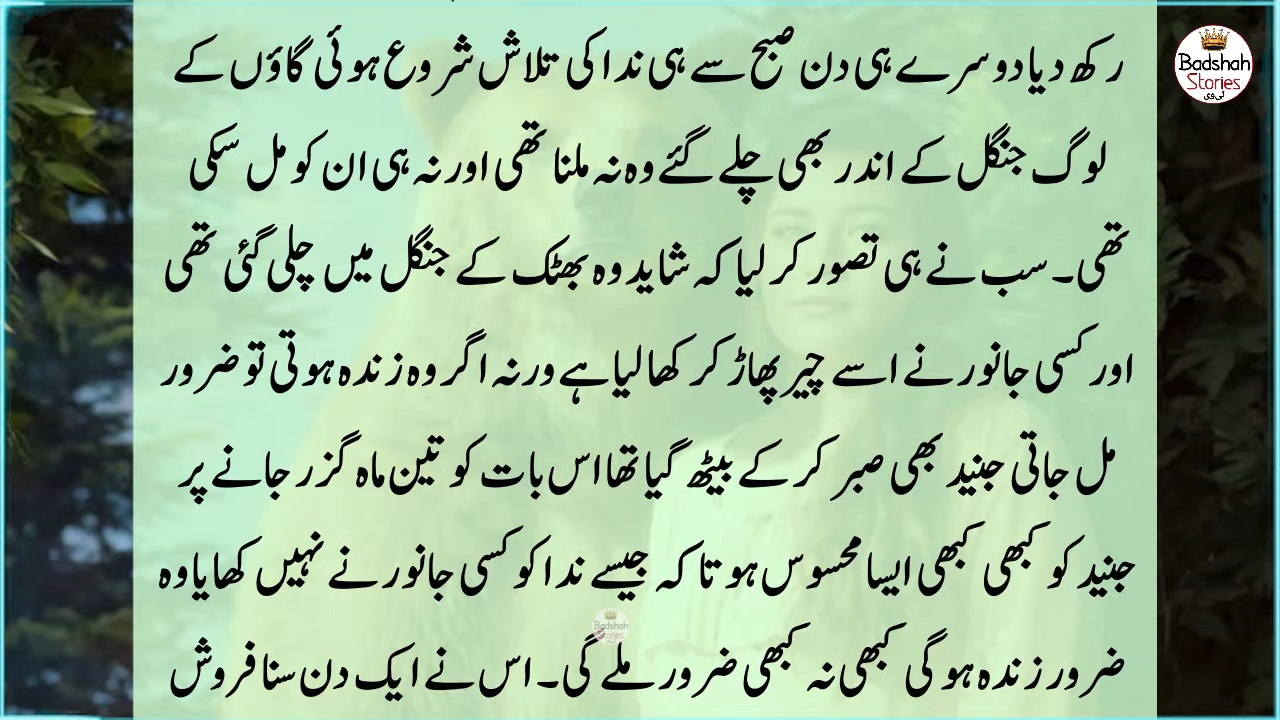 رکھ دیا دوسرے ہی دن صبح سے ہی ندا کی تلاش شروع ہوئی گاؤں کے
لوگ جنگل کے اندر بھی چلے گئے وہ نہ ملنا تھی اور نہ ہی ان کو مل سکی
تھی۔ سب نے ہی تصور کر لیا کہ شاید وہ بھٹک کے جنگل میں چلی گئی تھی
اور کسی جانور نے اسے چیر پھاڑ کر کھا لیا ہے ورنہ اگر وہ زندہ ہوتی تو ضرور
مل جاتی جنید بھی صبر کر کے بیٹھ گیا تھا اس بات کو تین ماہ گزر جانے پر
جنید کو کبھی کبھی ایسا محسوس ہوتا کہ جیسے ندا کو کسی جانور نے نہیں کھایا وہ
ضرور زندہ ہوگی کبھی نہ کبھی ضرور ملے گی۔ اس نے ایک دن سنا فروش
Badshah
Stories
ٹی وی
Badshah
Stories